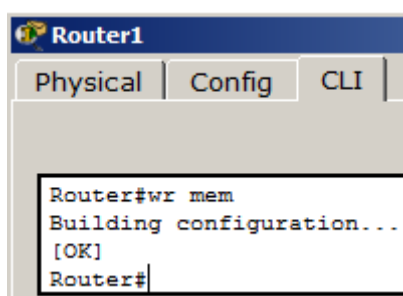 Router1
Physical Config CLI
Router#wr mem
Building configuration...
[OK]
Router#